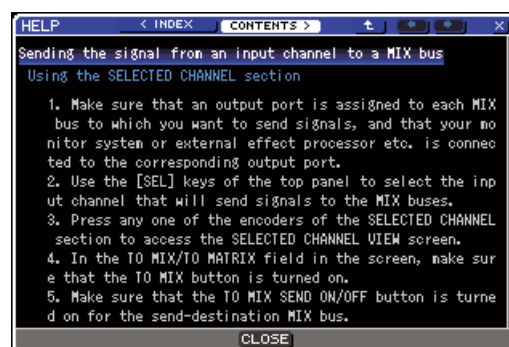 HELP < INDEX CONTENTS > X
Sending the signal from an input channel to a MIX bus
Using the SELECTED CHANNEL section
1. Make sure that an output port is assigned to each MIX
bus to which you want to send signals, and that your mo
nitor system or external effect processor etc. is connec
ted to the corresponding output port.
2. Use the [SEL] keys of the top panel to select the inp
ut channel that will send signals to the MIX buses.
3. Press any one of the encoders of the SELECTED CHANNEL
section to access the SELECTED CHANNEL VIEW screen.
4. In the TO MIX/TO MATRIX field in the screen, make sur
e that the TO MIX button is turned on.
5. Make sure that the TO MIX SEND ON/OFF button is turne
d on for the send-destination MIX bus.
CLOSE